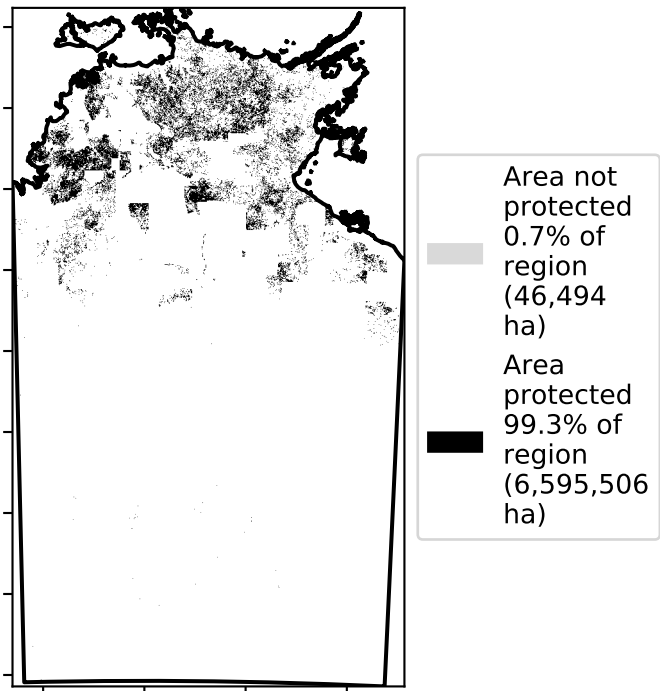 Area not
protected
0.7% of
region
(46,494
ha)
Area
protected
99.3% of
region
(6,595,506
ha)